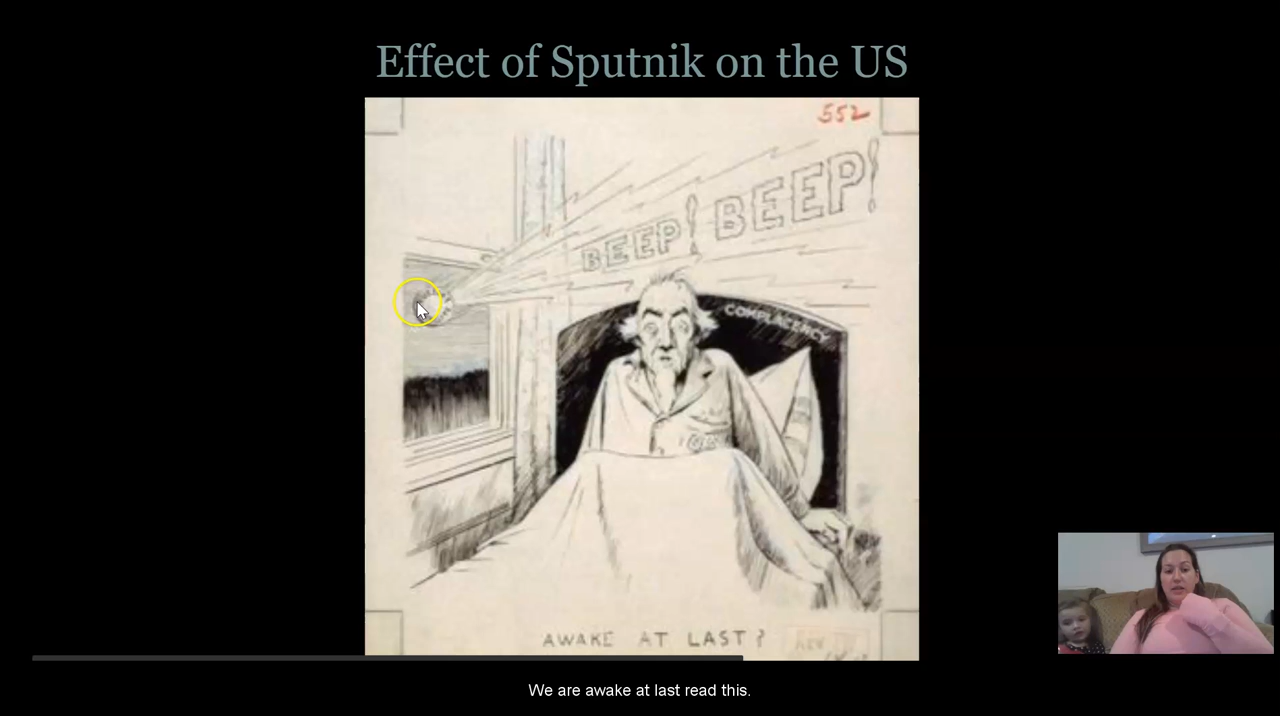 Effect of Sputnik on the US
552
BEEP! BEEP!
COMPLACENCY
AWAKE AT LAST?
We are awake at last read this.